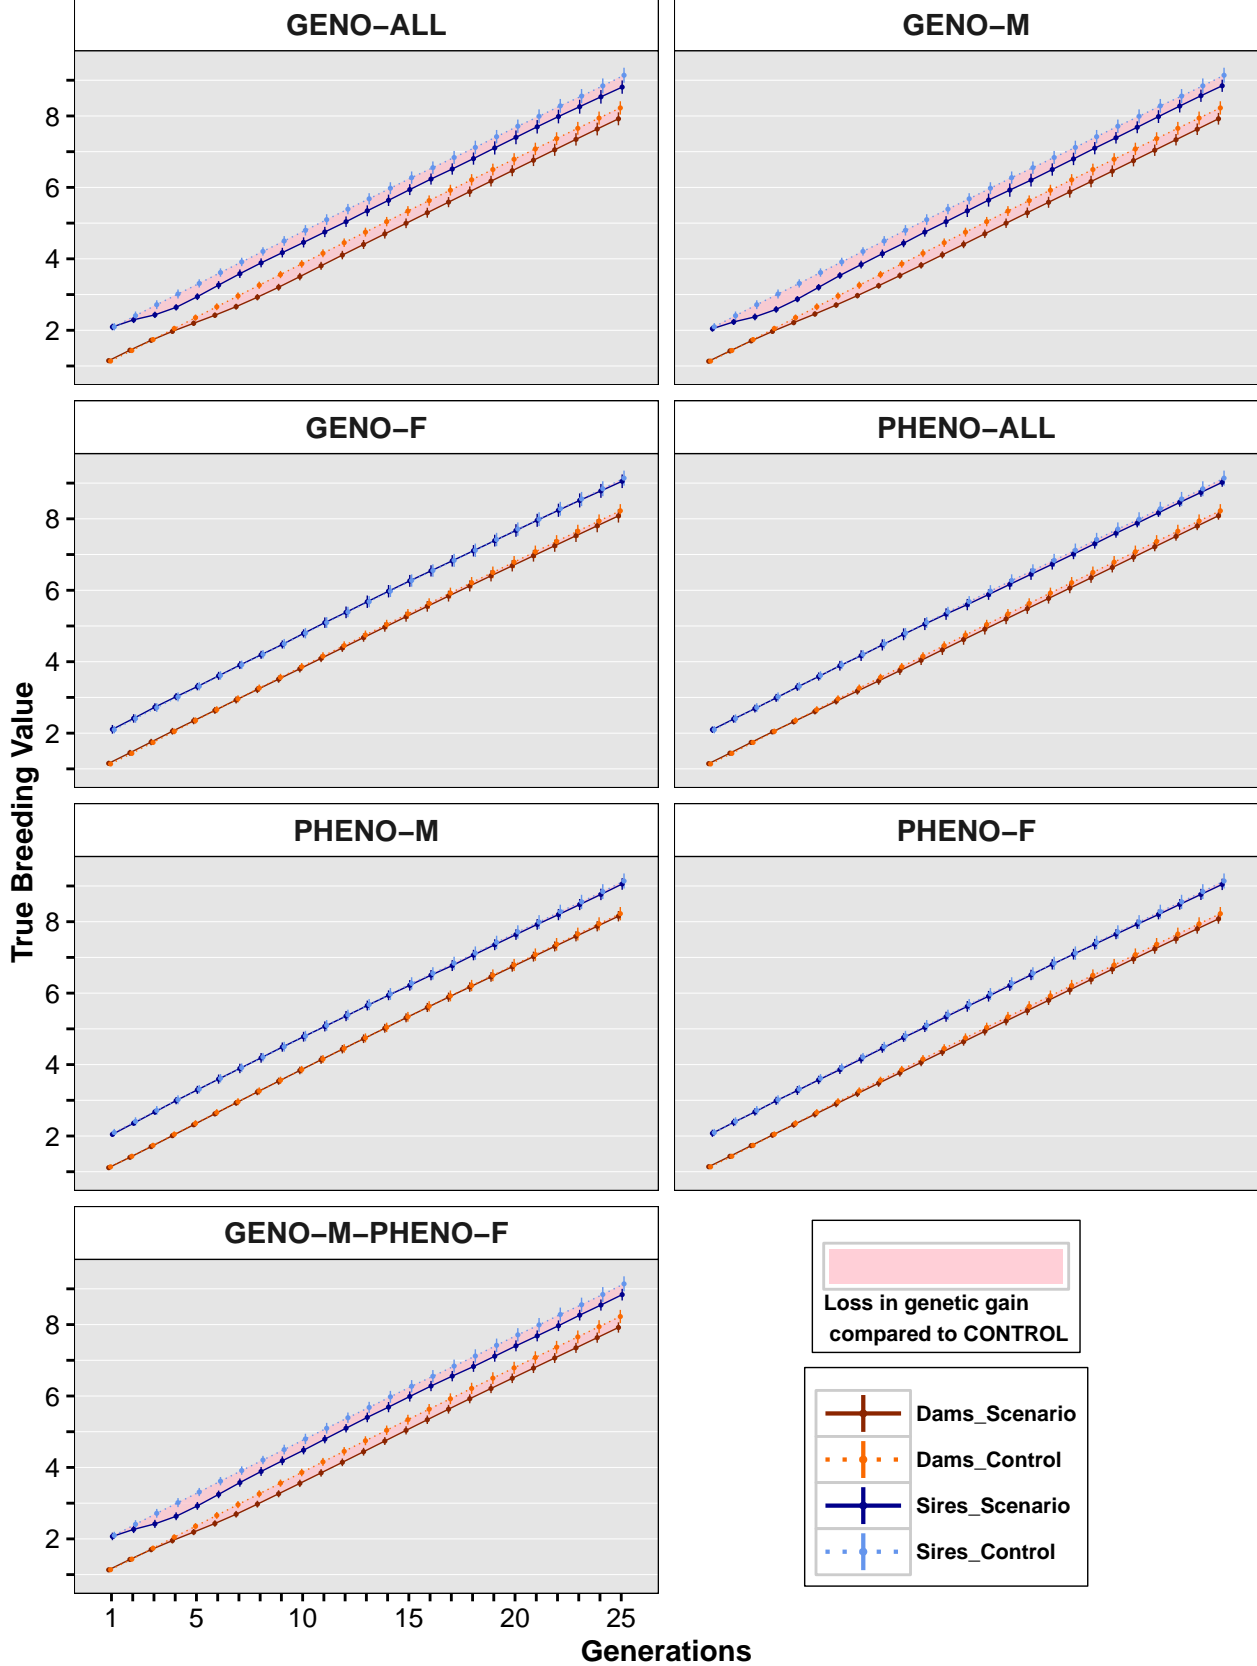 GENO−ALL
GENO−M
8
6
4
2
GENO−F
PHENO−ALL
8
6
4
2
PHENO−M
PHENO−F
8
6
4
2
True Breeding Value
GENO−M−PHENO−F
8
6
4
2
1 5 10 15 20 25
Generations
Loss in genetic gain
compared to CONTROL
Dams_Scenario
Dams_Control
Sires_Scenario
Sires_Control